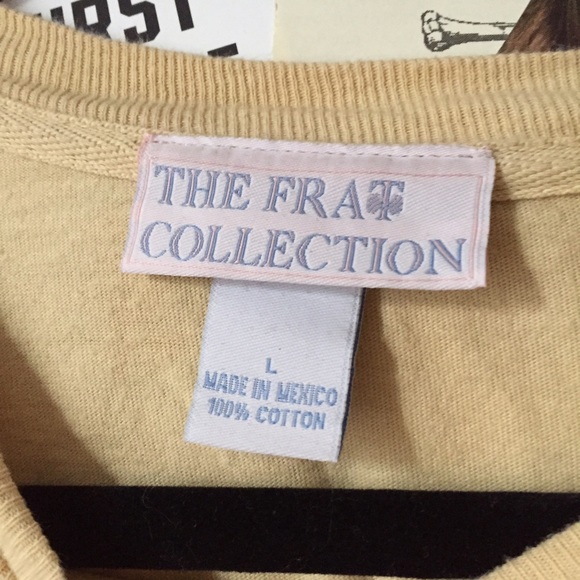 THE FRAT
COLLECTION
L
MADE IN MEXICO
100% COTTON